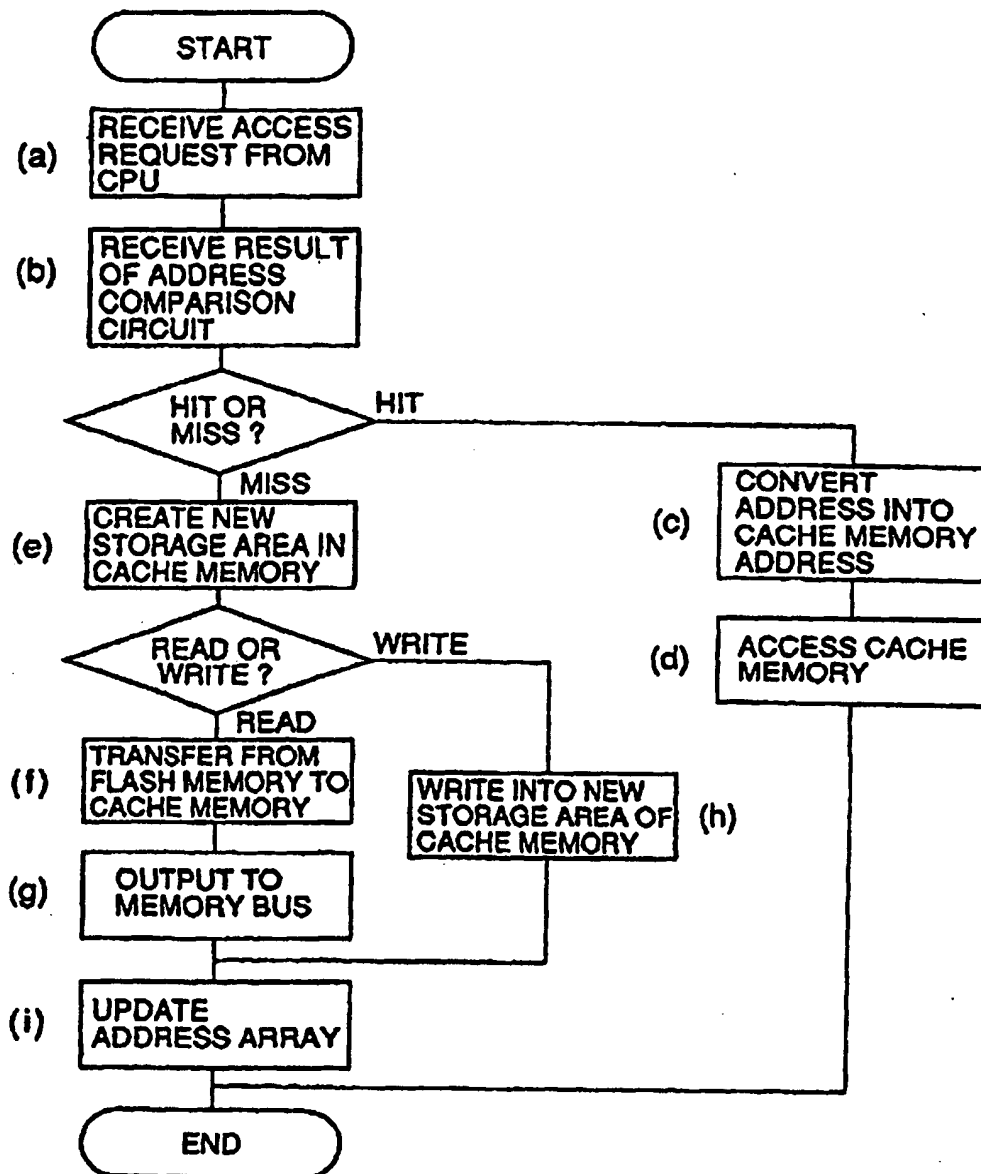 START
(a)
RECEIVE ACCESS
REQUEST FROM
CPU
(b)
RECEIVE RESULT
OF ADDRESS
COMPARISON
CIRCUIT
HIT OR
MISS ?
HIT
MISS
(c)
CONVERT
ADDRESS INTO
CACHE MEMORY
ADDRESS
(e)
CREATE NEW
STORAGE AREA IN
CACHE MEMORY
(d)
ACCESS CACHE
MEMORY
READ OR
WRITE ?
WRITE
READ
(f)
TRANSFER FROM
FLASH MEMORY TO
CACHE MEMORY
WRITE INTO NEW
STORAGE AREA OF
CACHE MEMORY
(h)
(g)
OUTPUT TO
MEMORY BUS
(i)
UPDATE
ADDRESS ARRAY
END